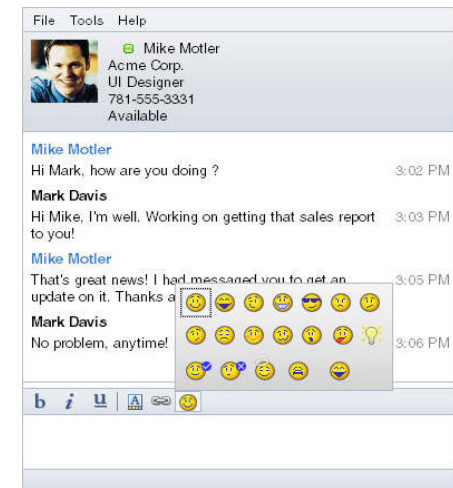 File Tools Help
Mike Motler
Acme Corp.
UI Designer
781-555-3331
Available
Mike Motler
Hi Mark, how are you doing ? 3:02 PM
Mark Davis
Hi Mike, I'm well. Working on getting that sales report 3:03 PM
to you!
Mike Motler
That's great news! I had messaged you to get an 3:05 PM
update on it. Thanks a
Mark Davis
No problem, anytime! 3:06 PM
b i u A